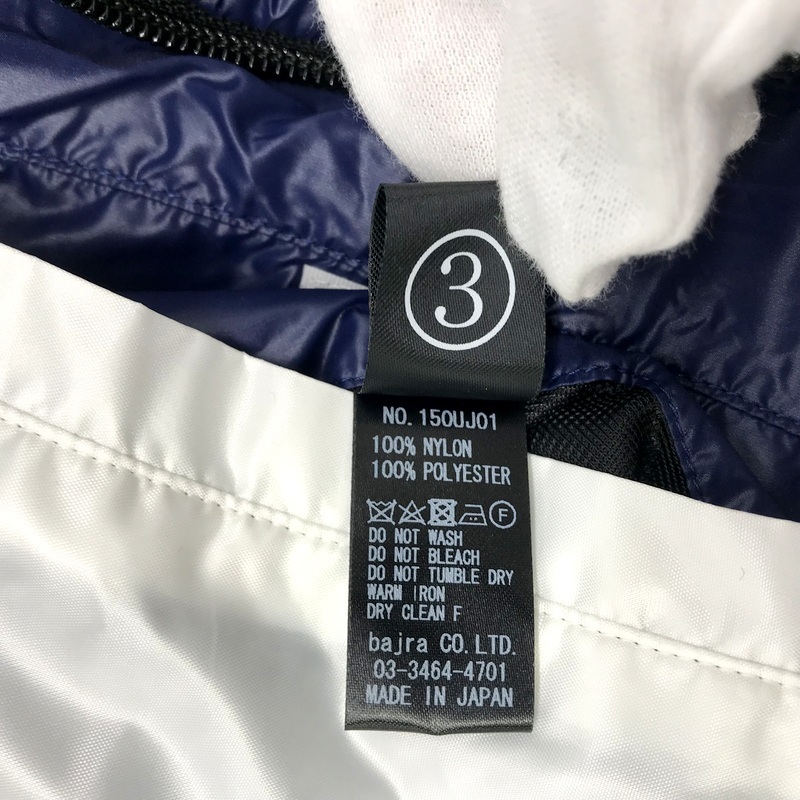 3
NO. 150UJ01
100% NYLON
100% POLYESTER
F
DO NOT WASH
DO NOT BLEACH
DO NOT TUMBLE DRY
WARM IRON
DRY CLEAN F
bajra CO. LTD.
03-3464-4701
MADE IN JAPAN